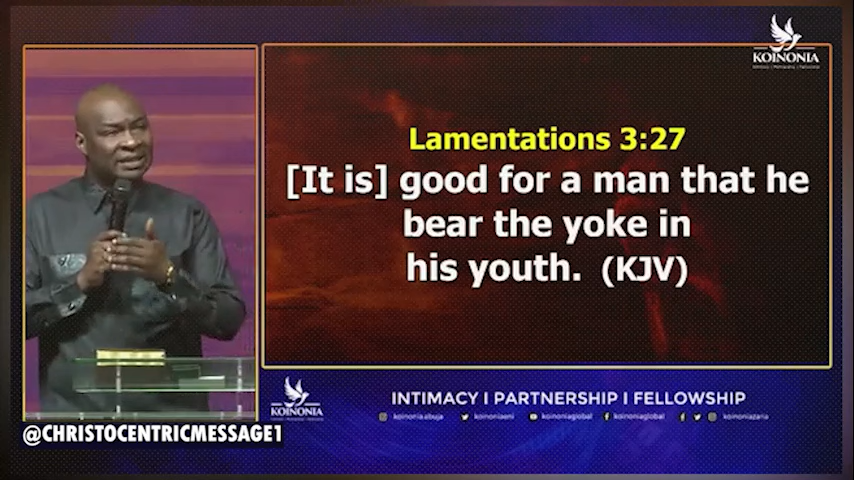 KOINONIA
Lamentations 3:27
[It is] good for a man that he
bear the yoke in
his youth. (KJV)
KOINONIA
INTIMACY I PARTNERSHIP I FELLOWSHIP
koinonia.abuja koinoniaeni koinoniaglobal koinoniaglobal koinoniazaria
@CHRISTOCENTRICMESSAGE1